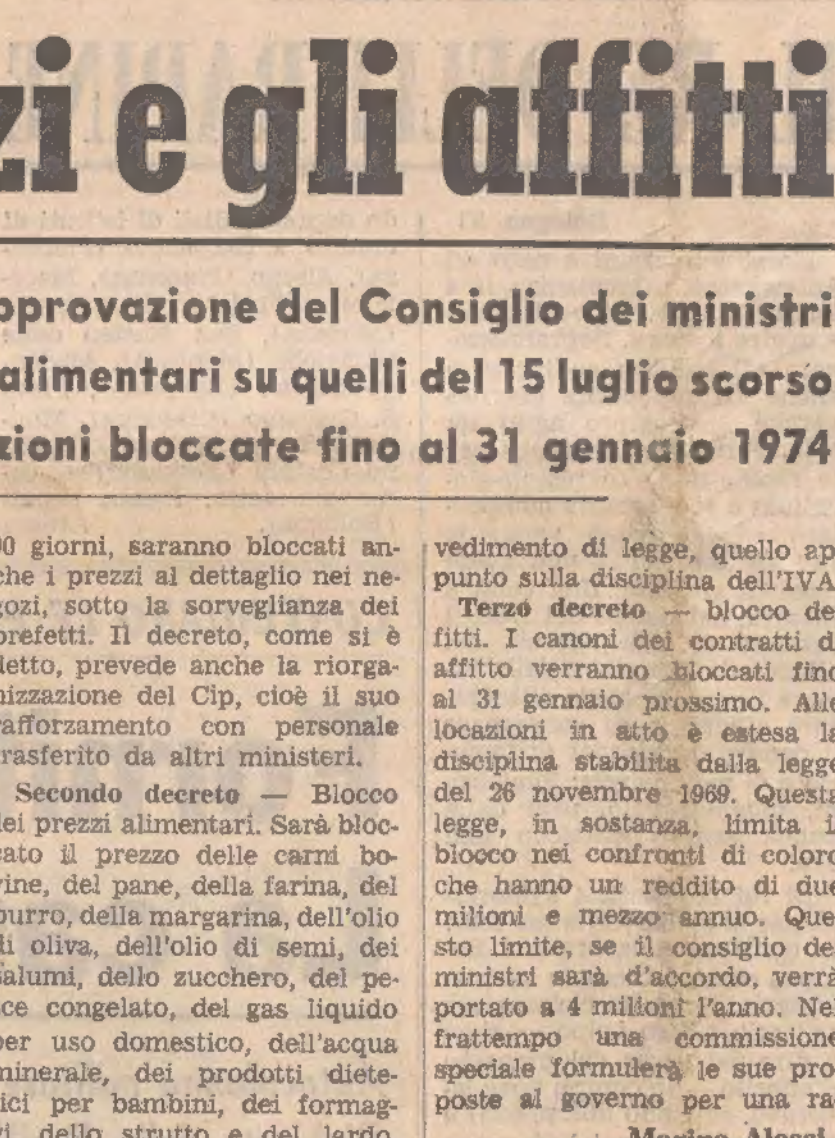 zi e gli affitti
pprovazione del Consiglio dei ministri
alimentari su quelli del 15 luglio scorso
zioni bloccate fino al 31 gennaio 1974
00 giorni, saranno bloccati an-
che i prezzi al dettaglio nei ne-
gozi, sotto la sorveglianza dei
prefetti. Il decreto, come si è
detto, prevede anche la riorga-
nizzazione del Cip, cioè il suo
rafforzamento con personale
trasferito da altri ministeri.
Secondo decreto — Blocco
dei prezzi alimentari. Sarà bloc-
cato il prezzo delle carni bo-
vine, del pane, della farina, del
burro, della margarina, dell'olio
di oliva, dell'olio di semi, dei
salumi, dello zucchero, del pe-
sce congelato, del gas liquido
per uso domestico, dell'acqua
minerale, dei prodotti diete-
ici per bambini, dei formag-
vi, dello strutto e del lardo,
vedimento di legge, quello ap
punto sulla disciplina dell'IVA
Terzo decreto — blocco de
fitti. I canoni dei contratti d
affitto verranno bloccati fino
al 31 gennaio prossimo. Alle
locazioni in atto è estesa la
disciplina stabilita dalla legge
del 26 novembre 1969. Questa
legge, in sostanza, limita i
blocco nei confronti di coloro
che hanno un reddito di due
milioni e mezzo annuo. Que
sto limite, se il consiglio de
ministri sarà d'accordo, verrà
portato a 4 milioni l'anno. Nel
frattempo una commissione
speciale formulerà le sue pro
poste al governo per una ra